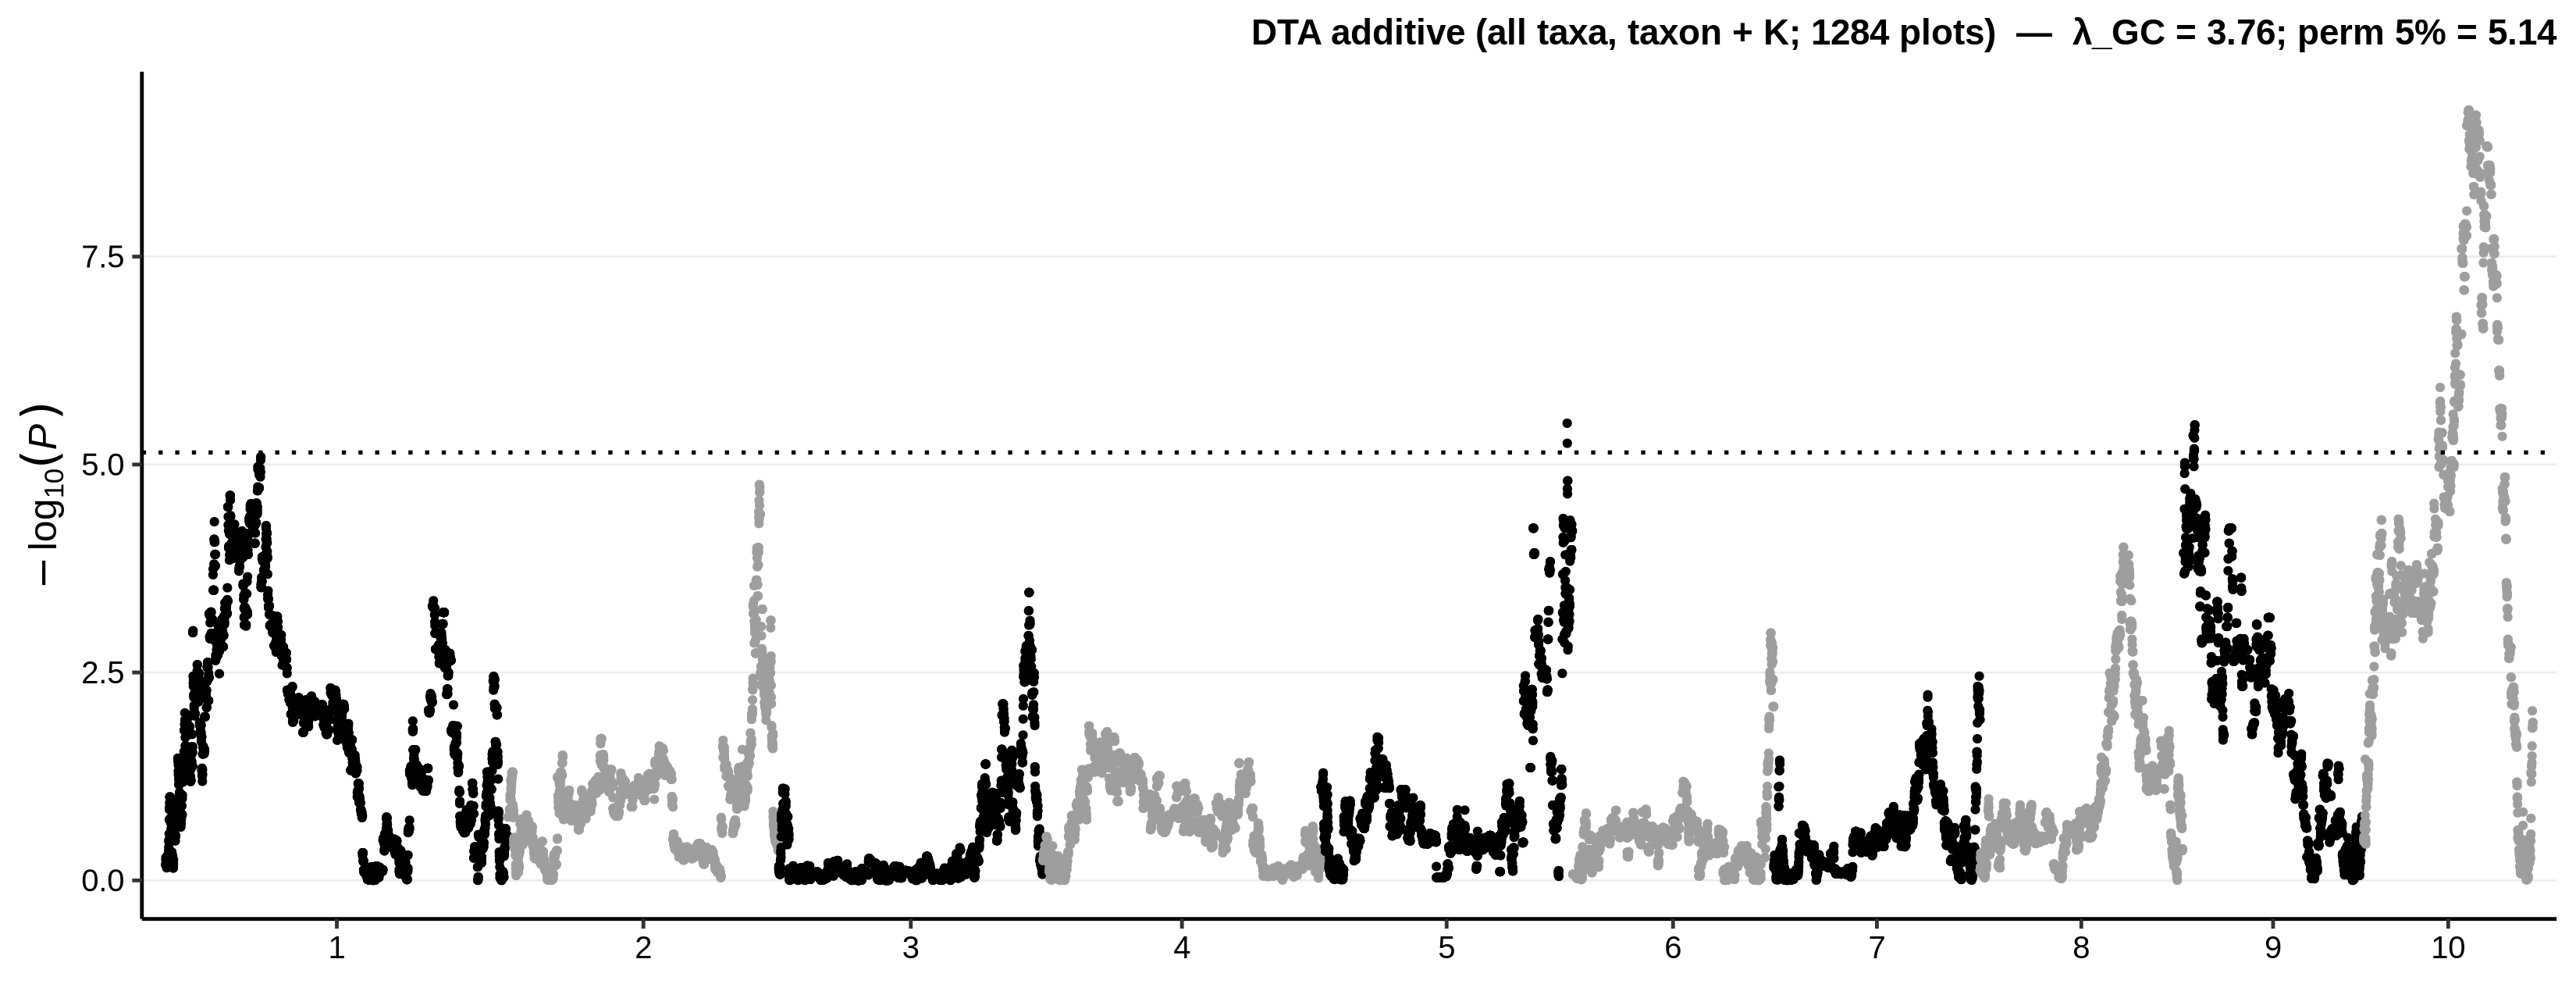 DTA additive (all taxa, taxon + K; 1284 plots) — λ_GC = 3.76; perm 5% = 5.14
− log₁₀(P)
7.5
5.0
2.5
0.0
1 2 3 4 5 6 7 8 9 10